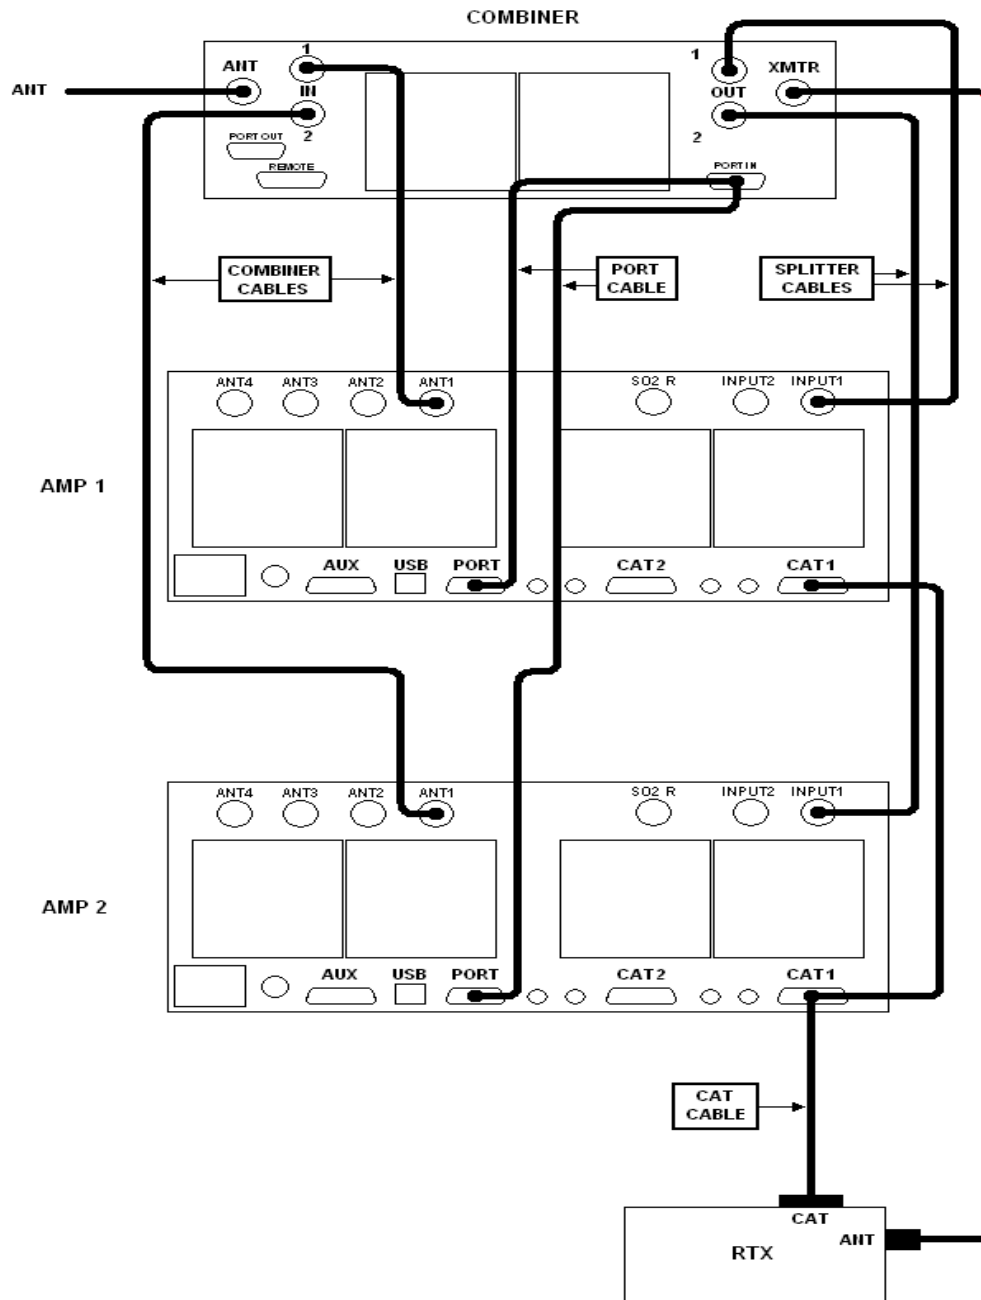 COMBINER
1
ANT
IN
2
PORT OUT
REMOTE
1
OUT
XMTR
2
PORT IN
ANT
COMBINER
CABLES
PORT
CABLE
SPLITTER
CABLES
ANT4
ANT3
ANT2
ANT1
SO2 R
INPUT2
INPUT1
AMP 1
AUX
USB
PORT
CAT2
CAT1
ANT4
ANT3
ANT2
ANT1
SO2 R
INPUT2
INPUT1
AMP 2
AUX
USB
PORT
CAT2
CAT1
CAT
CABLE
CAT
ANT
RTX